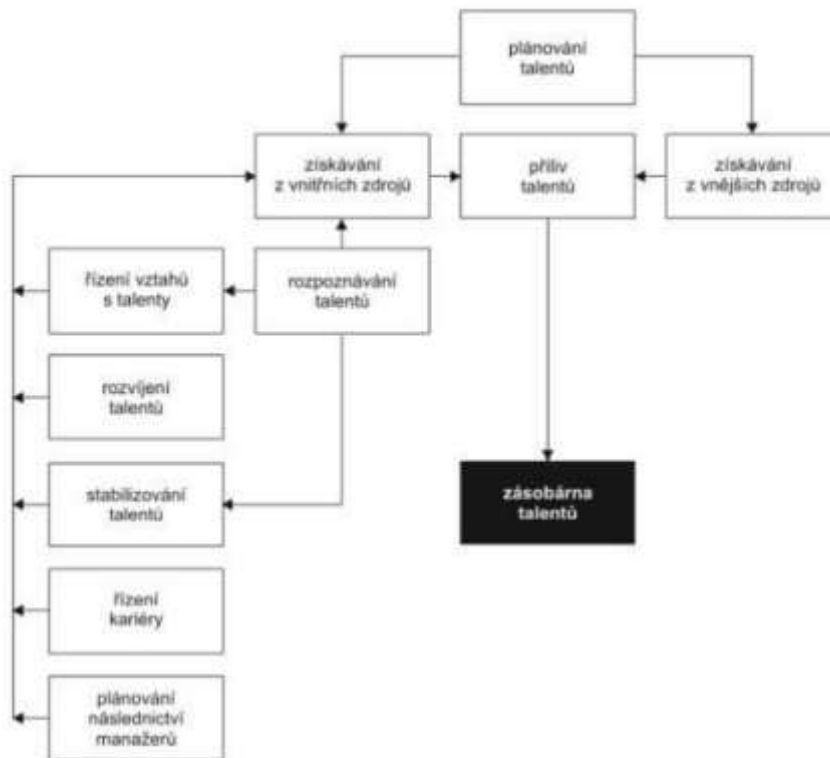 plánování
talentů
získávání
z vnitřních zdrojů
příliv
talentů
získávání
z vnějších zdrojů
řízení vztahů
s talenty
rozpoznávání
talentů
rozvíjení
talentů
stabilizování
talentů
zásobárna
talentů
řízení
kariéry
plánování
následnictví
manažerů